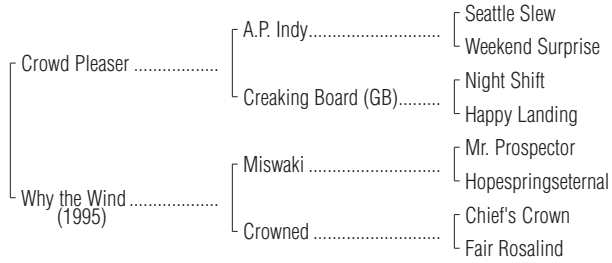 Seattle Slew
A.P. Indy
Weekend Surprise
Crowd Pleaser
Night Shift
Creaking Board (GB)
Happy Landing
Mr. Prospector
Miswaki
Hopespringseternal
Why the Wind
(1995)
Chief's Crown
Crowned
Fair Rosalind